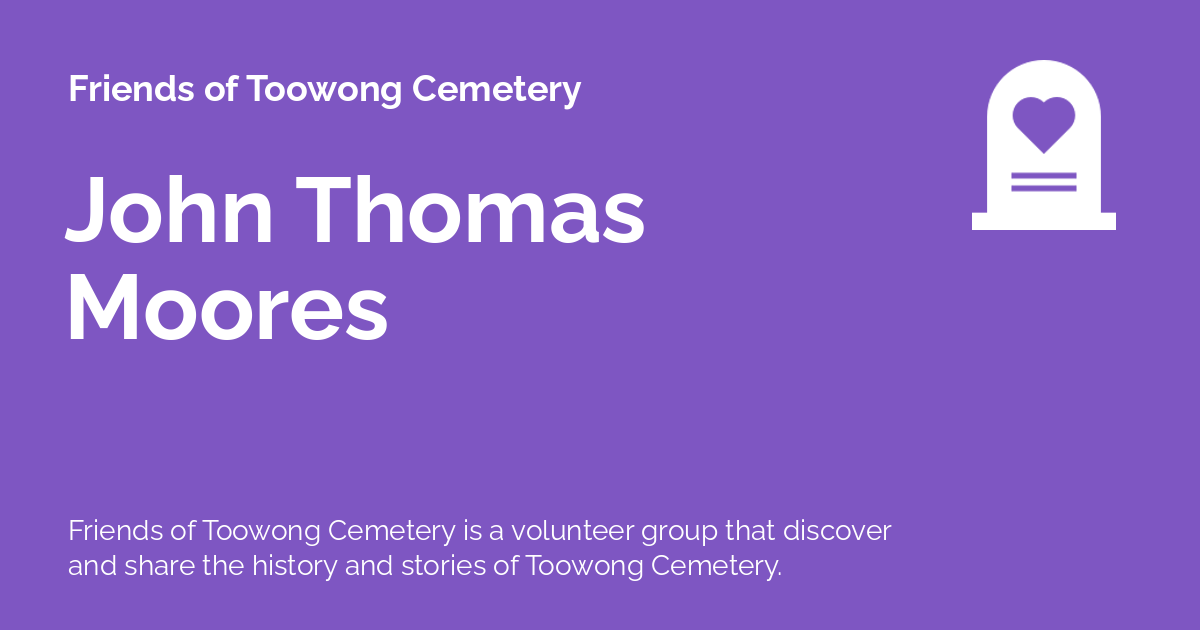 Friends of Toowong Cemetery
John Thomas
Moores
Friends of Toowong Cemetery is a volunteer group that discover
and share the history and stories of Toowong Cemetery.